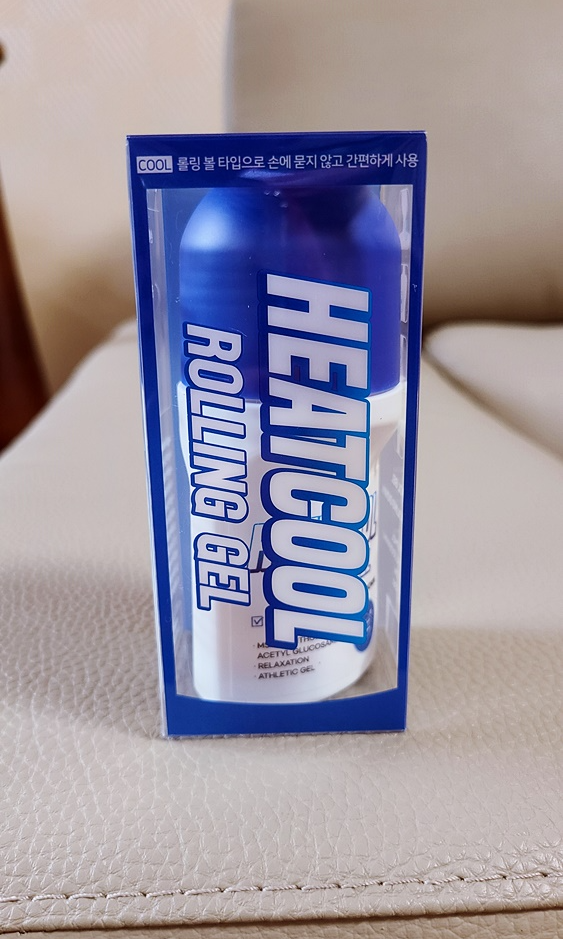 COOL 롤링 볼 타입으로 손에 묻지 않고 간편하게 사용
HEATCOOL
ROLLING GEL
ACETYL
· RELAXATION
· ATHLETIC GEL